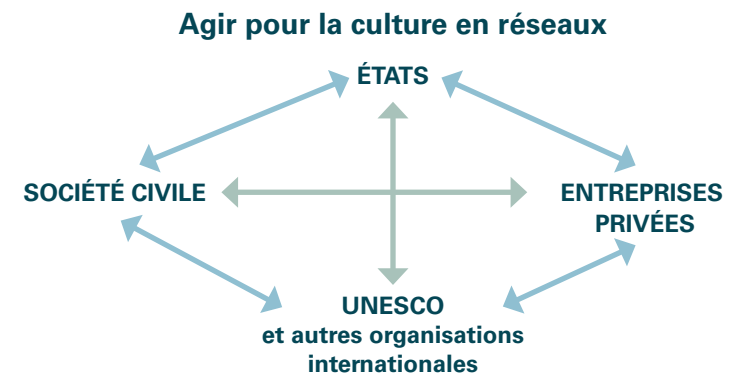 Agir pour la culture en réseaux
ÉTATS
SOCIÉTÉ CIVILE
ENTREPRISES
PRIVÉES
UNESCO
et autres organisations
internationales